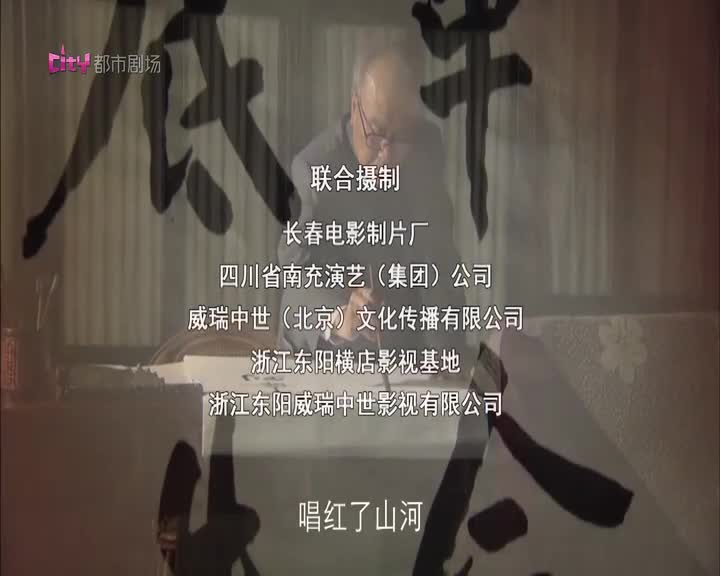 City 都市剧场
联合摄制
长春电影制片厂
四川省南充演艺（集团）公司
威瑞中世（北京）文化传播有限公司
浙江东阳横店影视基地
浙江东阳威瑞中世影视有限公司
唱红了山河